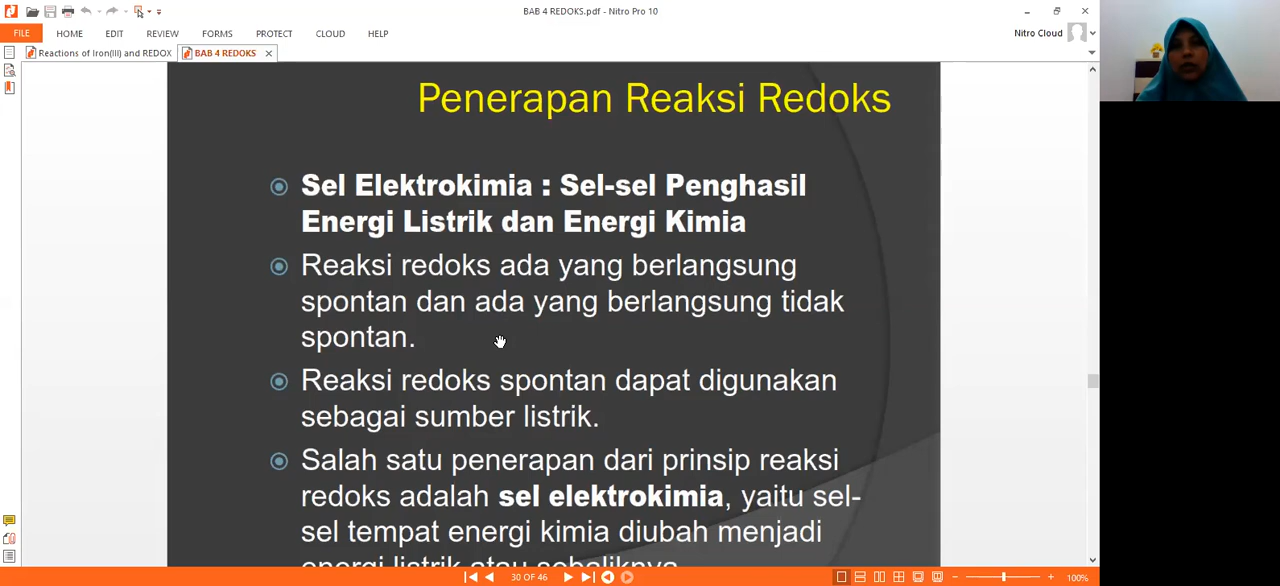 BAB 4 REDOKS.pdf - Nitro Pro 10
FILE HOME EDIT REVIEW FORMS PROTECT CLOUD HELP
Nitro Cloud
Reactions of Iron(III) and REDOX
BAB 4 REDOKS
Penerapan Reaksi Redoks
Sel Elektrokimia : Sel-sel Penghasil
Energi Listrik dan Energi Kimia
Reaksi redoks ada yang berlangsung
spontan dan ada yang berlangsung tidak
spontan.
Reaksi redoks spontan dapat digunakan
sebagai sumber listrik.
Salah satu penerapan dari prinsip reaksi
redoks adalah sel elektrokimia, yaitu sel-
sel tempat energi kimia diubah menjadi
energi listrik atau sebaliknya
30 OF 46
100%